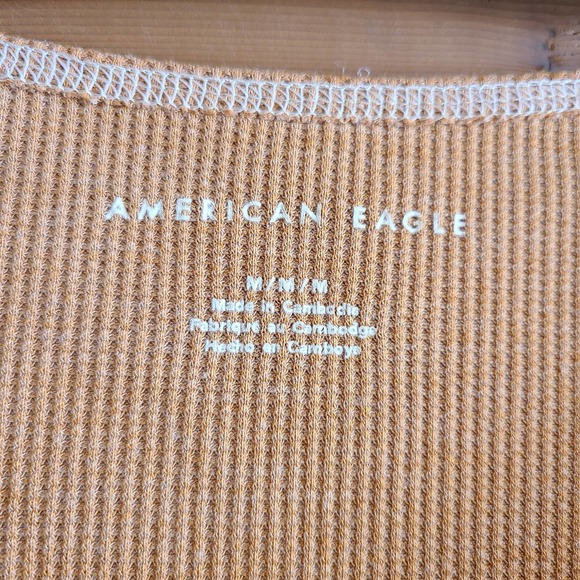 AMERICAN EAGLE
M/M/M
Made in Cambodia
Fabriqué au Cambodge
Hecho en Camboya